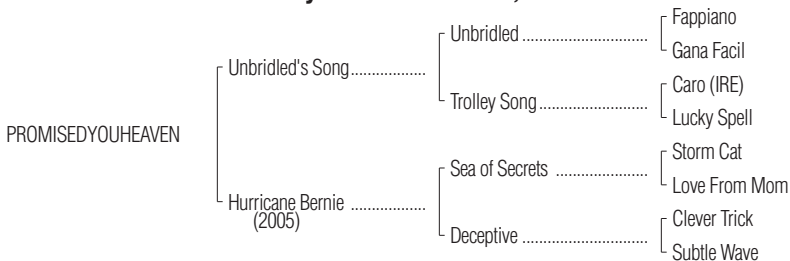 Fappiano
Unbridled
Gana Facil
Unbridled's Song
Caro (IRE)
Trolley Song
Lucky Spell
PROMISEDYOUHEAVEN
Storm Cat
Sea of Secrets
Love From Mom
Hurricane Bernie
(2005)
Clever Trick
Deceptive
Subtle Wave